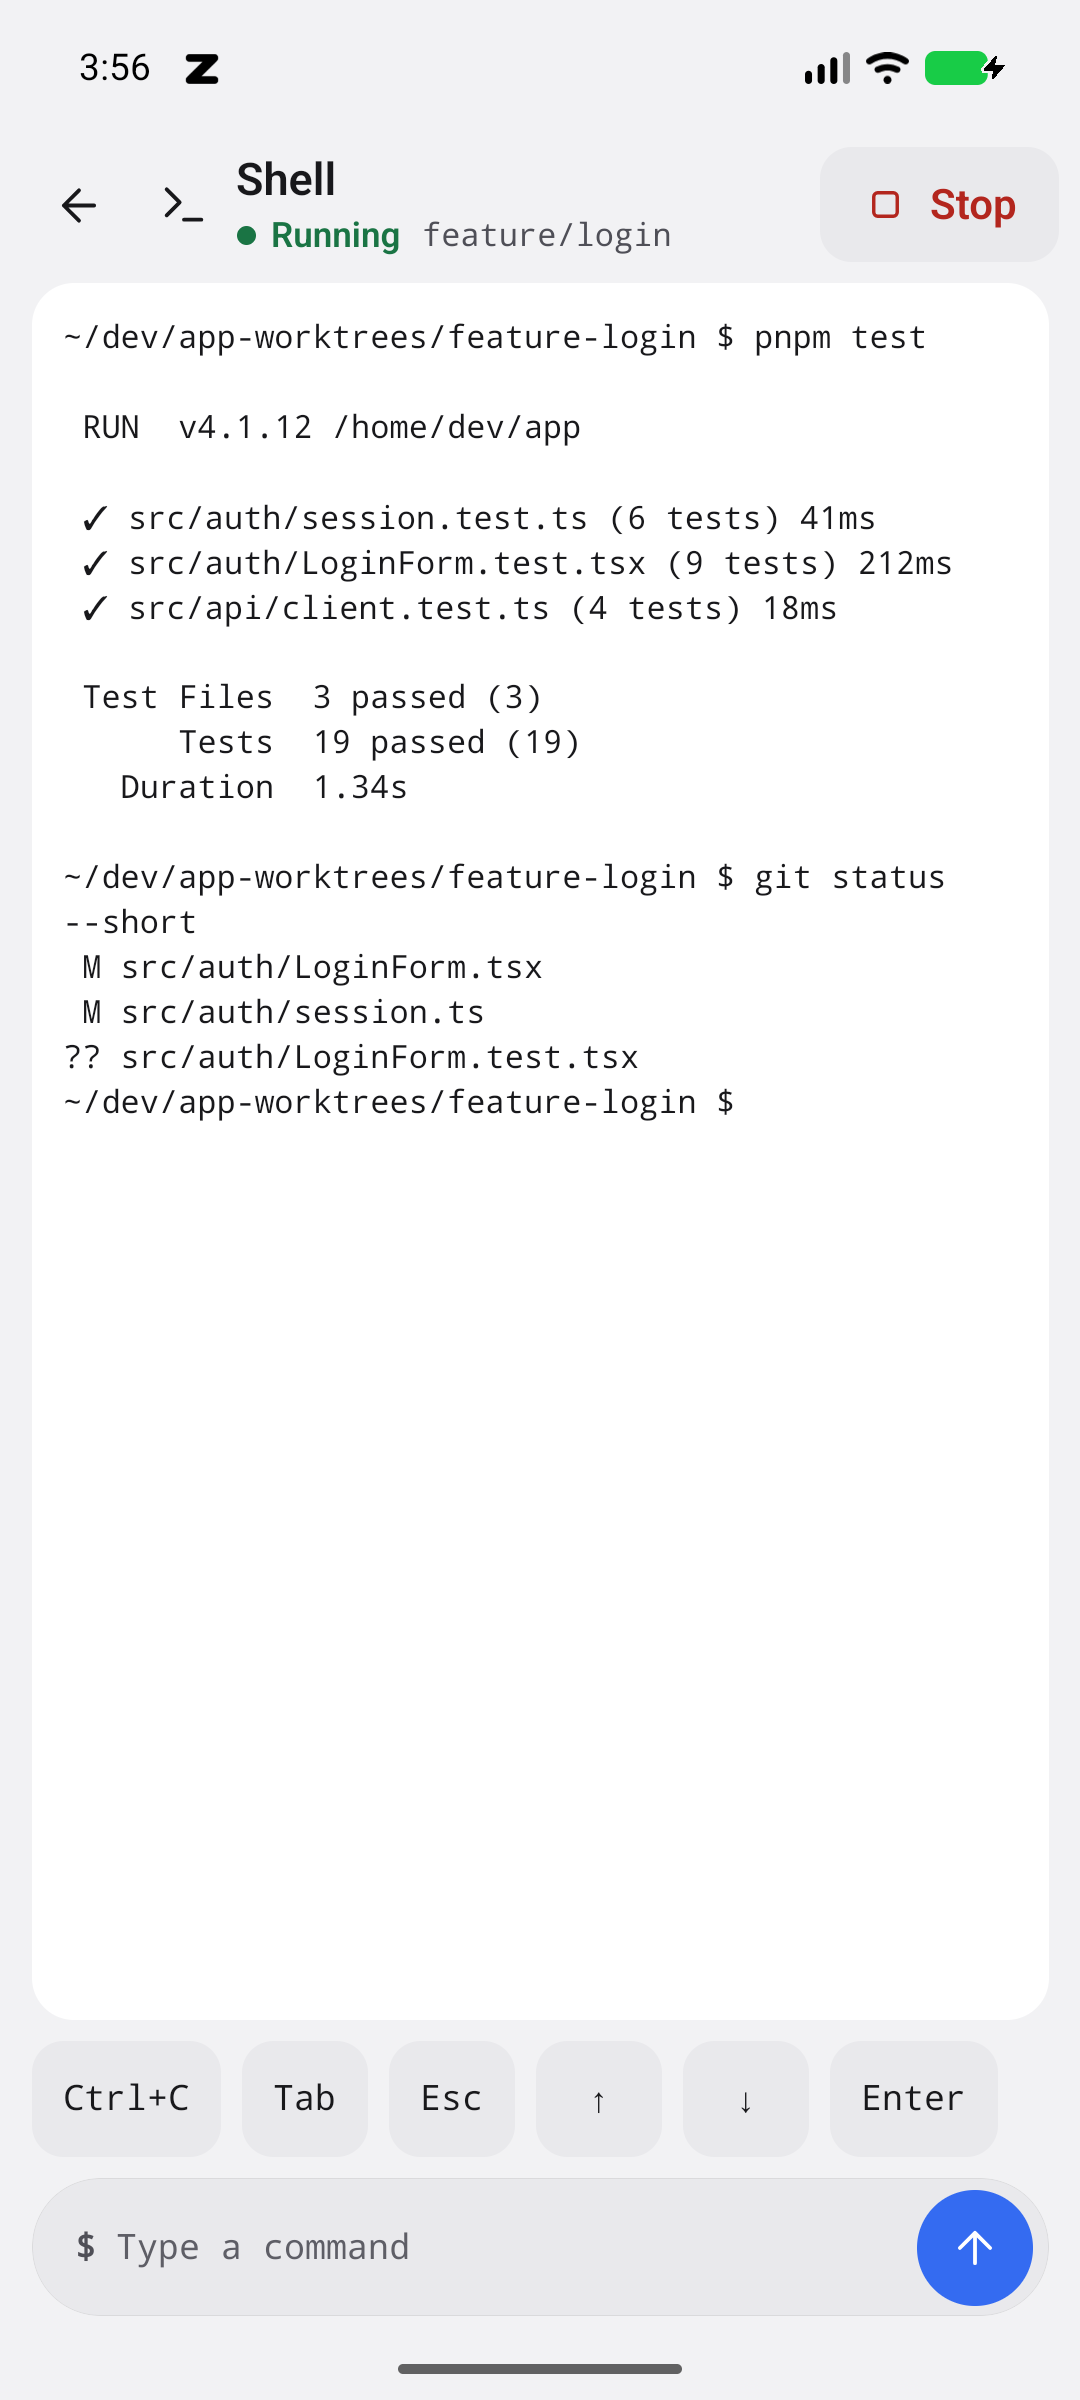 3:56
Shell
Running feature/login
Stop
~/dev/app-worktrees/feature-login $ pnpm test
RUN  v4.1.12 /home/dev/app
✓ src/auth/session.test.ts (6 tests) 41ms
✓ src/auth/LoginForm.test.tsx (9 tests) 212ms
✓ src/api/client.test.ts (4 tests) 18ms
Test Files  3 passed (3)
Tests  19 passed (19)
Duration  1.34s
~/dev/app-worktrees/feature-login $ git status
--short
M src/auth/LoginForm.tsx
M src/auth/session.ts
?? src/auth/LoginForm.test.tsx
~/dev/app-worktrees/feature-login $
Ctrl+C Tab Esc ↑ ↓ Enter
$ Type a command